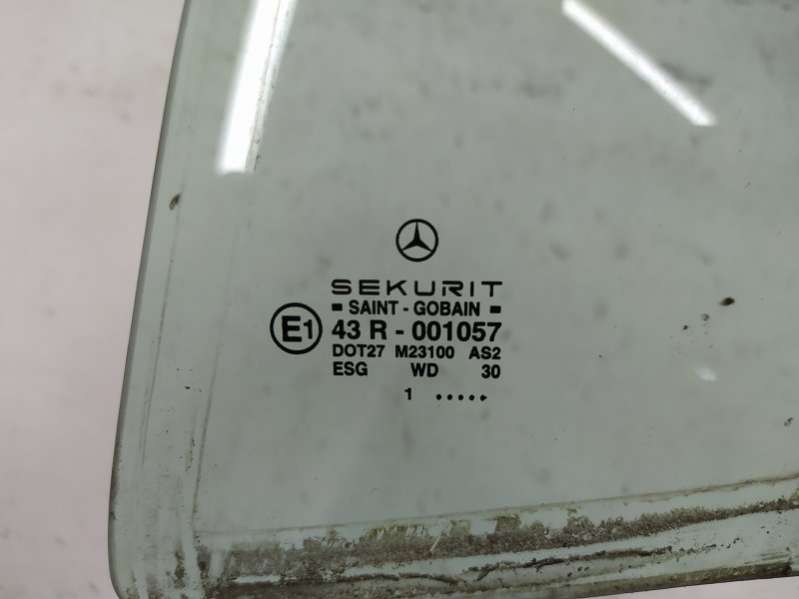 SEKURIT
SAINT - GOBAIN
E1 43 R - 001057
DOT27 M23100 AS2
ESG WD 30
1 .....